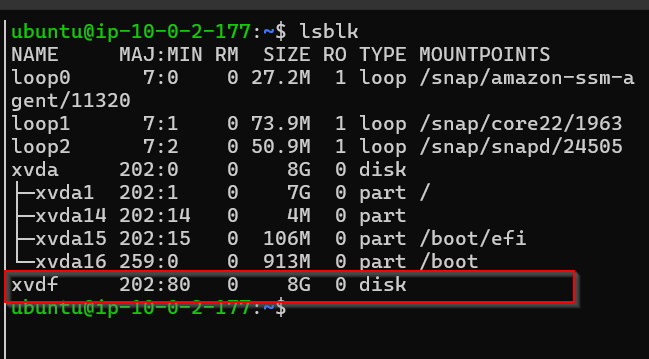 ubuntu@ip-10-0-2-177:~$ lsblk
NAME     MAJ:MIN RM   SIZE RO TYPE MOUNTPOINTS
loop0      7:0    0 27.2M  1 loop /snap/amazon-ssm-a
gent/11320
loop1      7:1    0 73.9M  1 loop /snap/core22/1963
loop2      7:2    0 50.9M  1 loop /snap/snapd/24505
xvda     202:0    0    8G  0 disk
├─xvda1  202:1    0    7G  0 part /
├─xvda14 202:14   0    4M  0 part
├─xvda15 202:15   0  106M  0 part /boot/efi
└─xvda16 259:0    0  913M  0 part /boot
xvdf     202:80   0    8G  0 disk
ubuntu@ip-10-0-2-177:~$